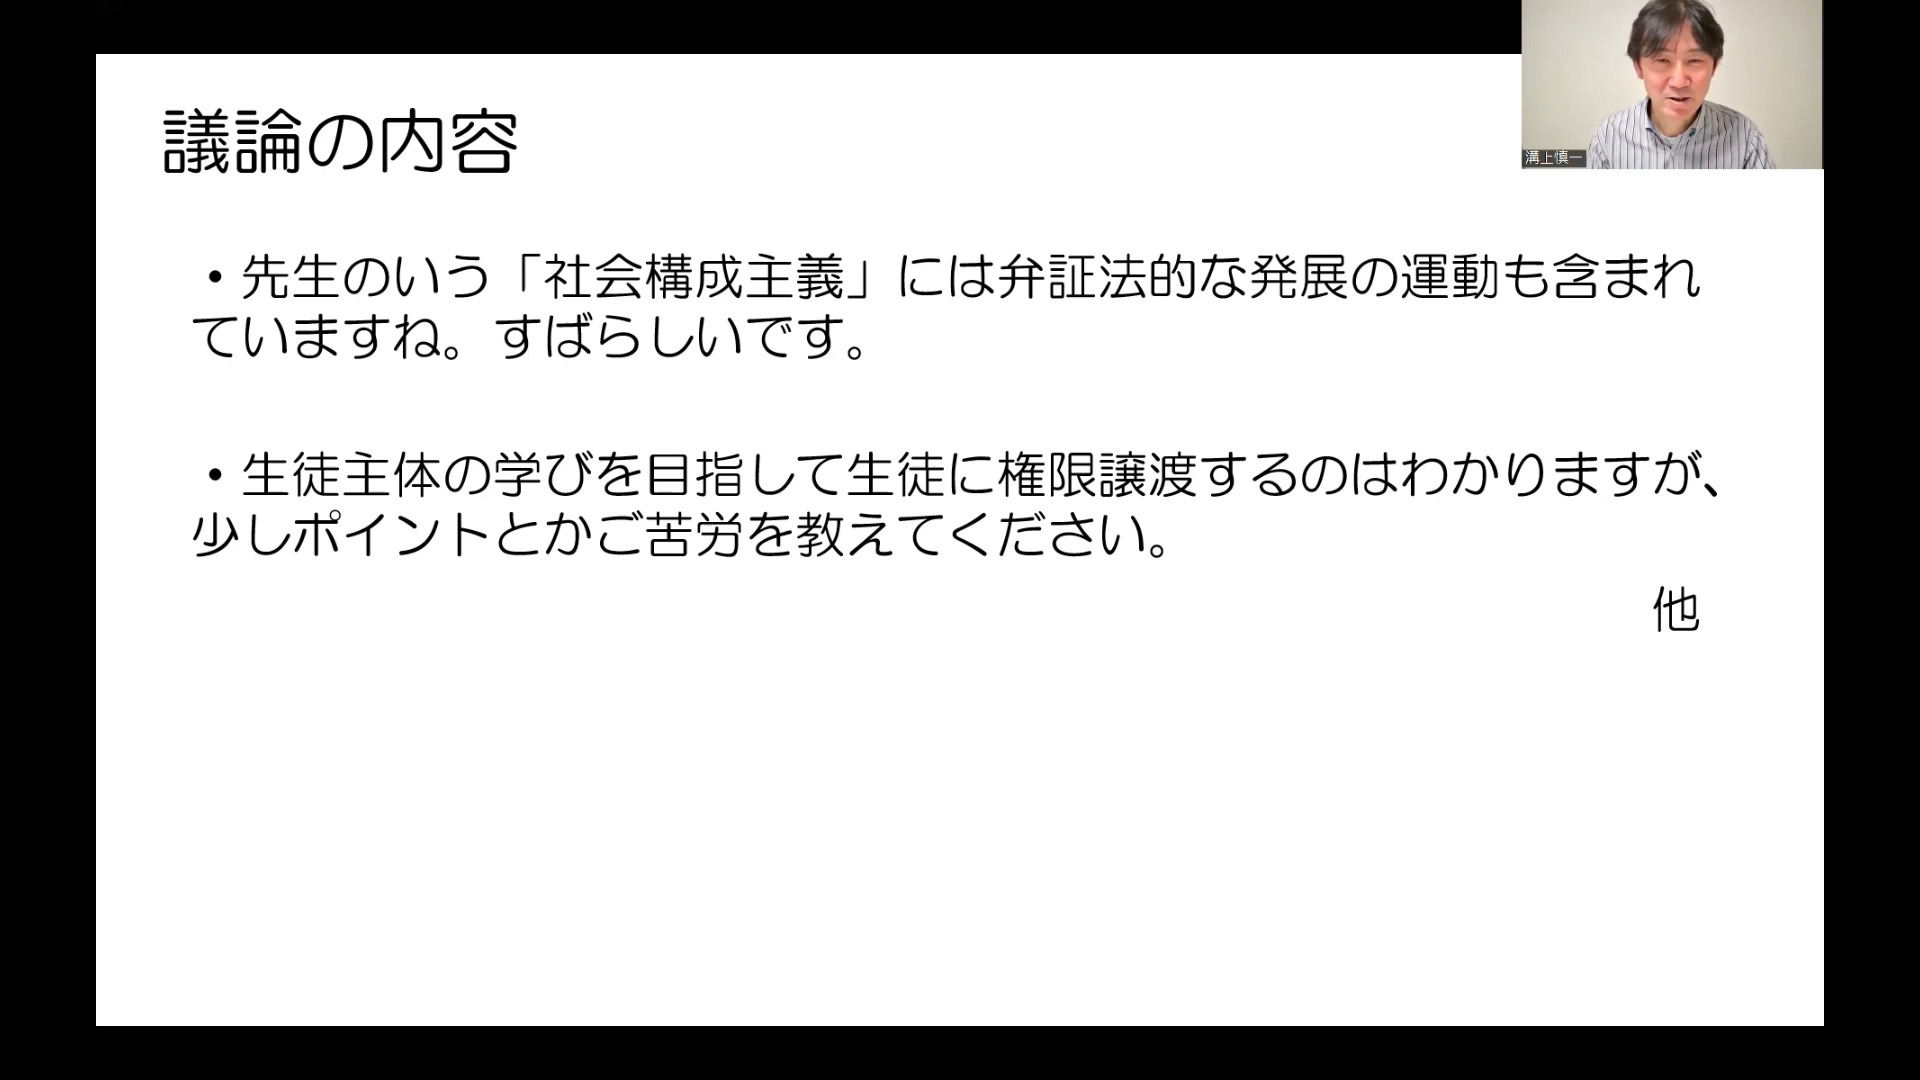 議論の内容
溝上慎一
・先生のいう「社会構成主義」には弁証法的な発展の運動も含まれ
ていますね。すばらしいです。
・生徒主体の学びを目指して生徒に権限譲渡するのはわかりますが、
少しポイントとかご苦労を教えてください。
他